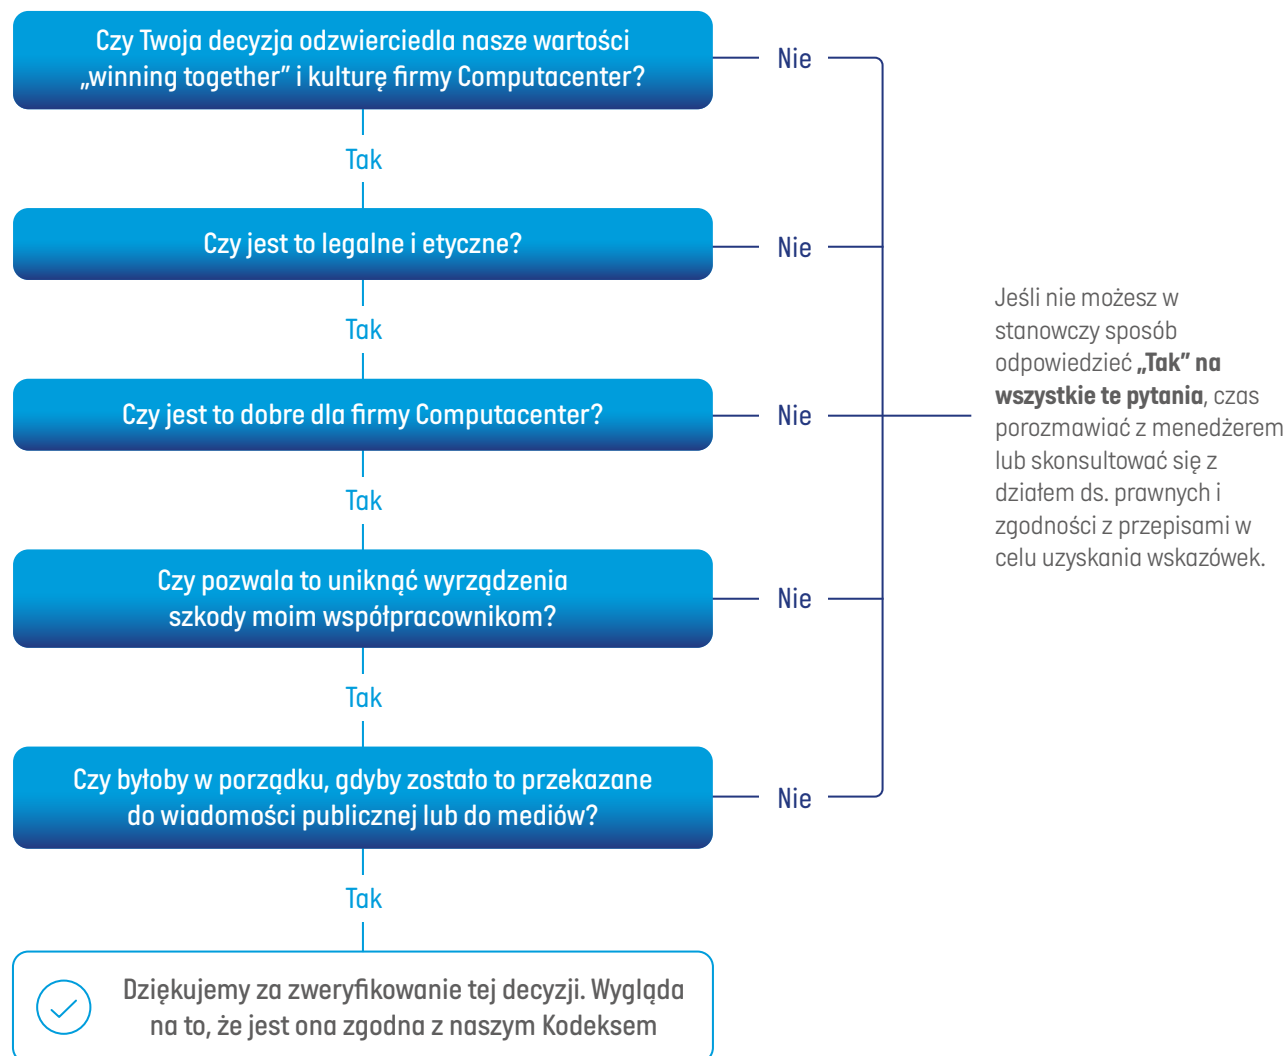 Czy Twoja decyzja odzwierciedla nasze wartości
„winning together” i kulturę firmy Computacenter?
Nie
Tak
Czy jest to legalne i etyczne?
Nie
Tak
Czy jest to dobre dla firmy Computacenter?
Nie
Tak
Czy pozwala to uniknąć wyrządzenia
szkody moim współpracownikom?
Nie
Tak
Czy byłoby w porządku, gdyby zostało to przekazane
do wiadomości publicznej lub do mediów?
Nie
Tak
Dziękujemy za zweryfikowanie tej decyzji. Wygląda
na to, że jest ona zgodna z naszym Kodeksem
Jeśli nie możesz w
stanowczy sposób
odpowiedzieć „Tak” na
wszystkie te pytania, czas
porozmawiać z menedżerem
lub skonsultować się z
działem ds. prawnych i
zgodności z przepisami w
celu uzyskania wskazówek.